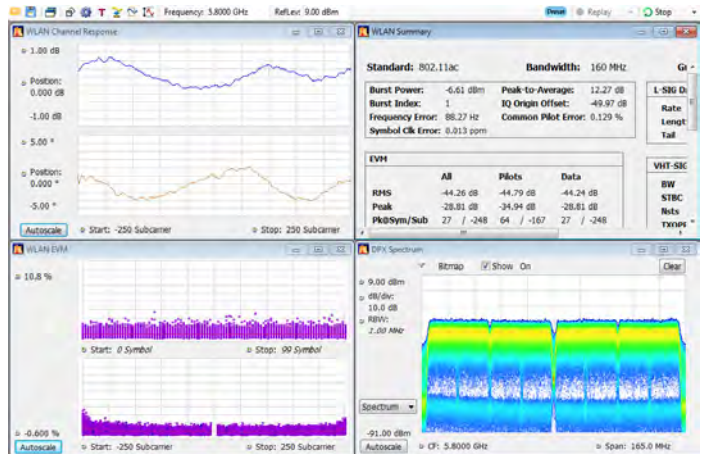 Frequency: 5.8000 GHz RefLev: 9.00 dBm Preset Replay Stop
WLAN Channel Response
1.00 dB
Position:
0.000 dB
-1.00 dB
5.00 °
Position:
0.000 °
-5.00 °
Autoscale Start: -250 Subcarrier Stop: 250 Subcarrier
WLAN Summary
Standard: 802.11ac Bandwidth: 160 MHz
Burst Power: -6.61 dBm Peak-to-Average: 12.27 dB
Burst Index: 1 IQ Origin Offset: -49.97 dB
Frequency Error: 88.27 Hz Common Pilot Error: 0.129 %
Symbol Clk Error: 0.013 ppm
L-SIG
Rate
Lengt
Tail
EVM
All Pilots Data
RMS -44.26 dB -44.79 dB -44.24 dB
Peak -28.81 dB -34.94 dB -28.81 dB
Pk@Sym/Sub 27 / -248 64 / -167 27 / -248
VHT-SIG
BW
STBC
Nsts
TXOPS
WLAN EVM
10.8 %
Start: 0 Symbol Stop: 99 Symbol
-0.600 %
Autoscale Start: -250 Subcarrier Stop: 250 Subcarrier
DPX Spectrum
Bitmap Show On Clear
9.00 dBm
dB/div:
10.0 dB
RBW:
1.00 MHz
Spectrum
-91.00 dBm
Autoscale CF: 5.8000 GHz Span: 165.0 MHz